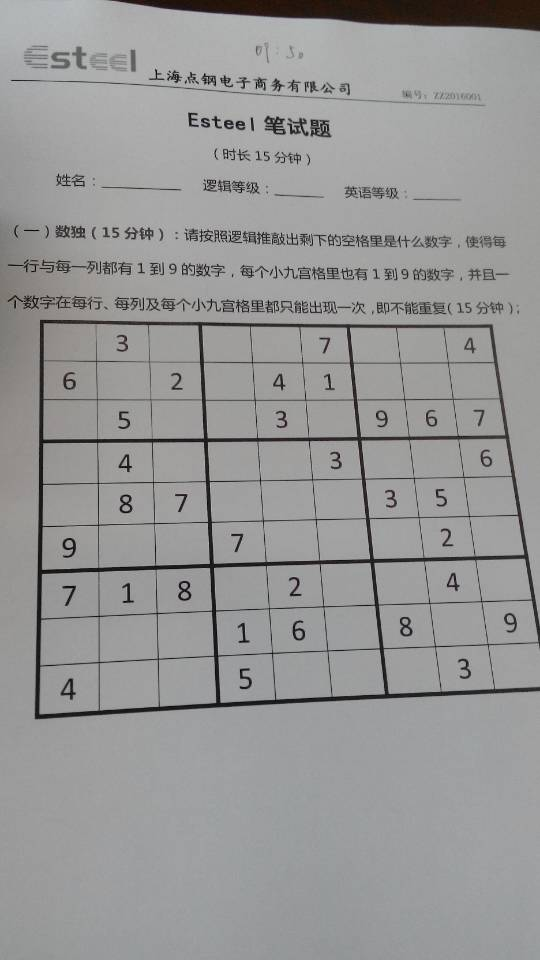 Esteel
上海点钢电子商务有限公司
编号：ZZ2016001
Esteel 笔试题
（时长 15 分钟）
姓名：__________ 逻辑等级：______ 英语等级：______
（一）数独（15 分钟）：请按照逻辑推敲出剩下的空格里是什么数字，使得每
一行与每一列都有 1 到 9 的数字，每个小九宫格里也有 1 到 9 的数字，并且一
个数字在每行、每列及每个小九宫格里都只能出现一次，即不能重复（15 分钟）；
3 7 4
6 2 4 1
5 3 9 6 7
4 3 6
8 7 3 5
9 7 2
7 1 8 2 4
1 6 8 9
4 5 3